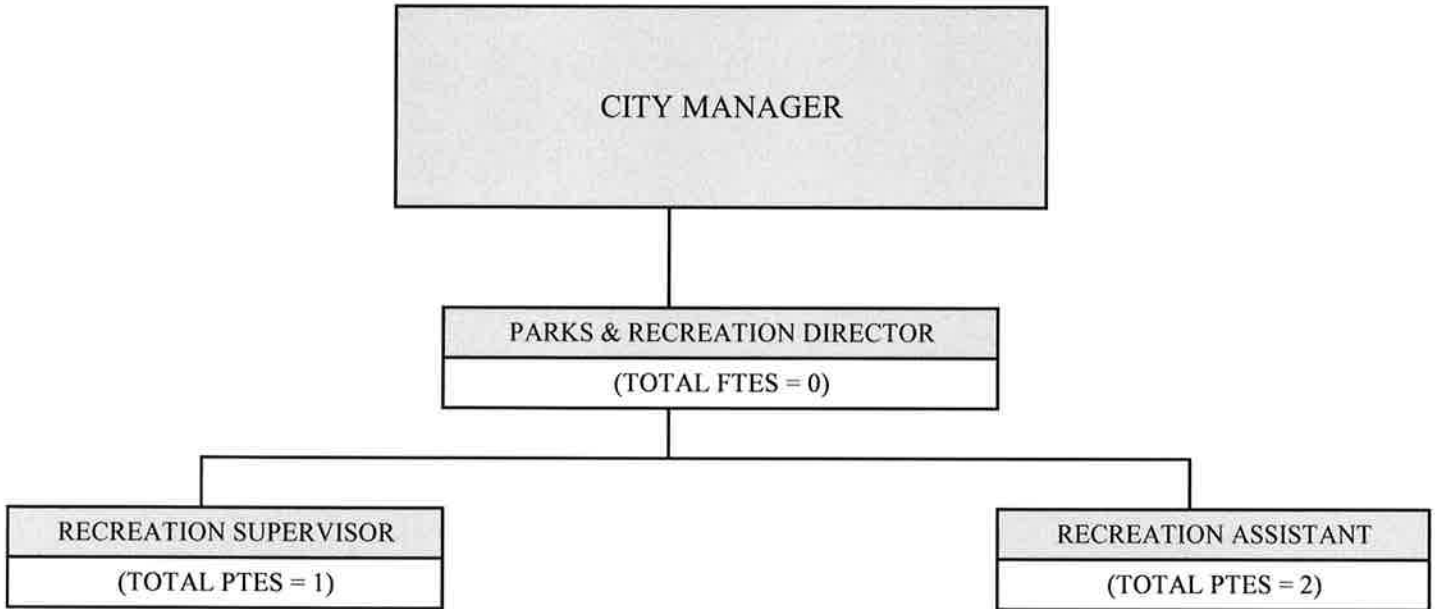 CITY MANAGER
PARKS & RECREATION DIRECTOR
(TOTAL FTES = 0)
RECREATION SUPERVISOR
(TOTAL PTES = 1)
RECREATION ASSISTANT
(TOTAL PTES = 2)